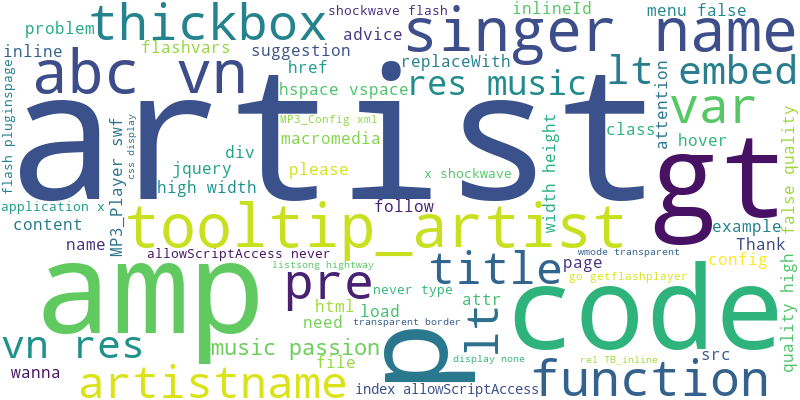 problem
thickbox
shockwave flash
singer name
inlineId
menu false
inline
flashvars
suggestion
advice
replaceWith
abc vn
href
res music
lt embed
hspace vspace
artist
var
MP3_Config xml
macromedia
class
attention
hover
flash pluginspage
MP3_Player swf
css display
div
jquery
please
x shockwave
high width
width height
gt
false quality
application x
content
tooltip_artist
follow
example
name
allowScriptAccess never
Thank
amp
listsong hightway
title
page
config
pre
never type
attr
go getflashplayer
code
quality high
html
load
need
transparent border
wmode transparent
lt
p
vn res
music passion
file
display none
rel TB_inline
src
wanna
artistname
index allowScriptAccess
function